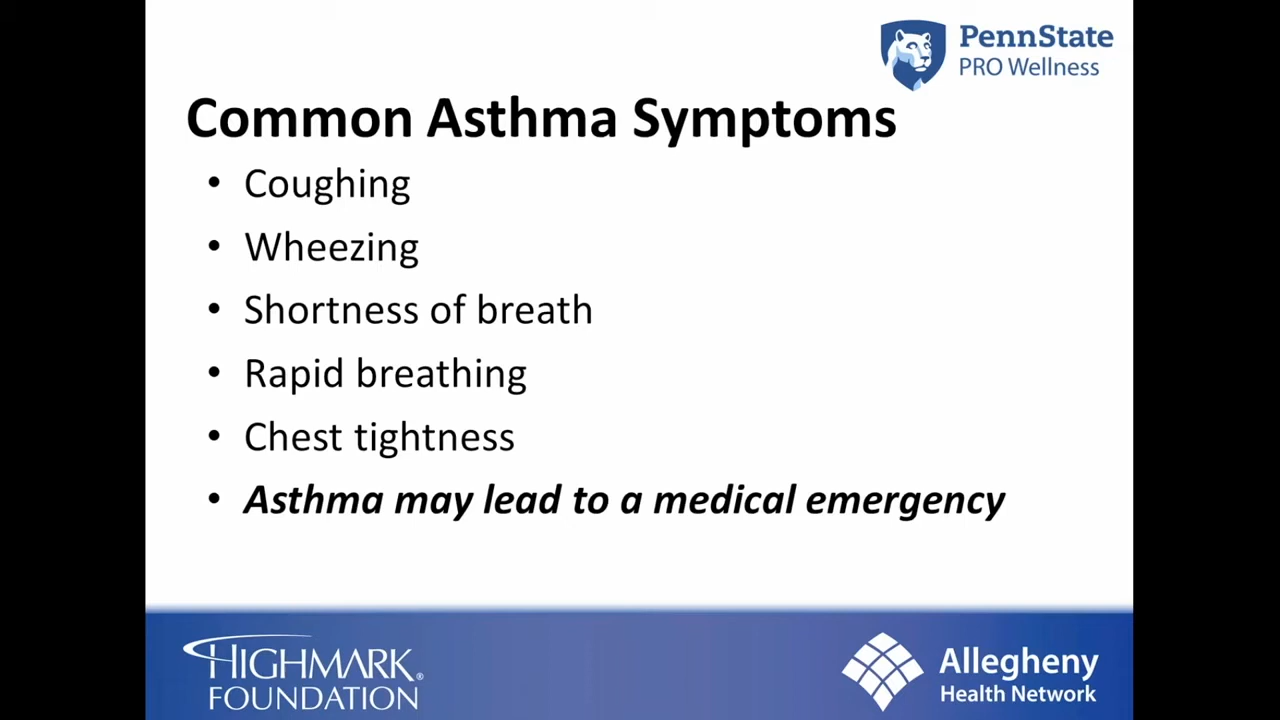 PennState
PRO Wellness
Common Asthma Symptoms
• Coughing
• Wheezing
• Shortness of breath
• Rapid breathing
• Chest tightness
• Asthma may lead to a medical emergency
HIGHMARK®
FOUNDATION
Allegheny
Health Network